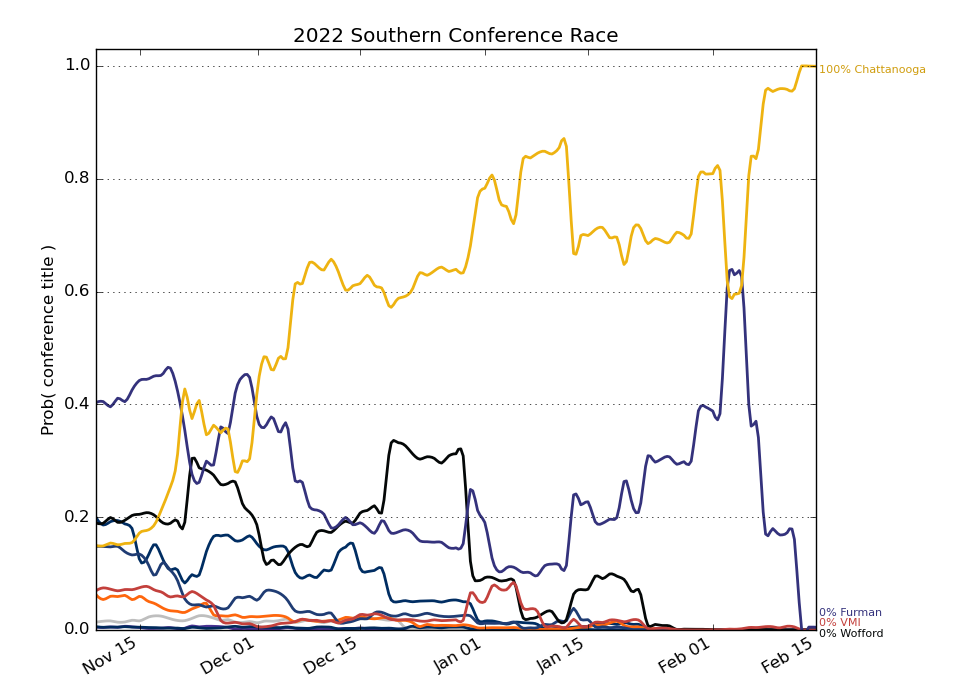 2022 Southern Conference Race
Prob( conference title )
1.0
0.8
0.6
0.4
0.2
0.0
Nov 15
Dec 01
Dec 15
Jan 01
Jan 15
Feb 01
Feb 15
100% Chattanooga
0% Furman
0% VMI
0% Wofford